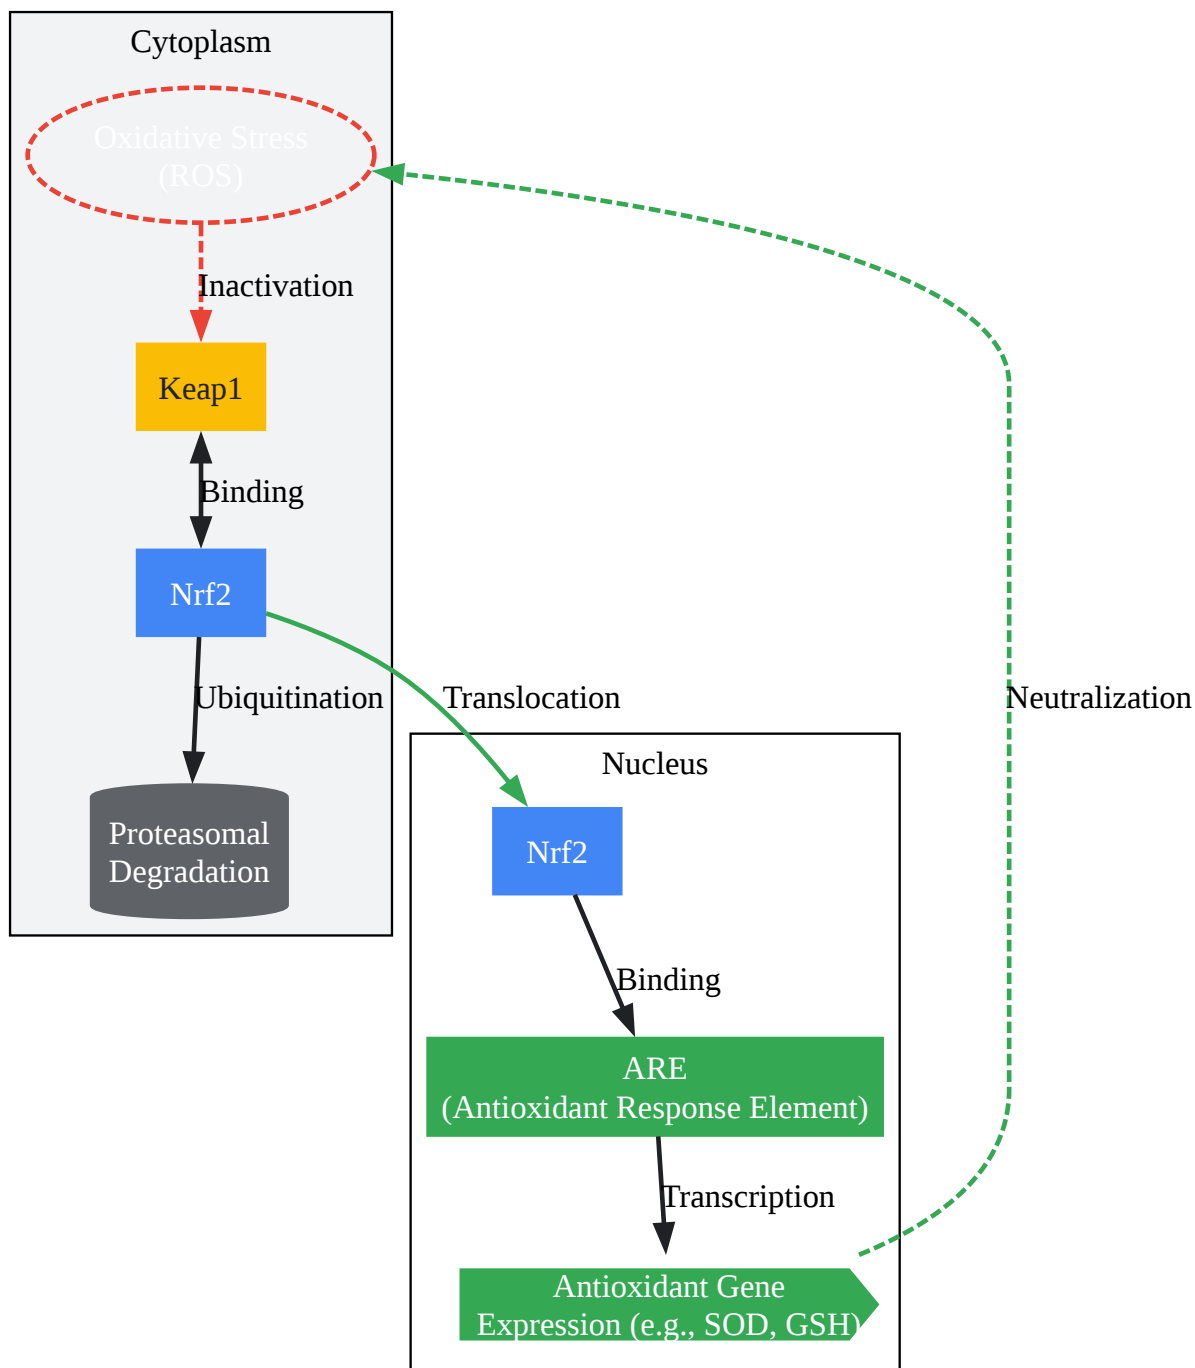 Cytoplasm
Oxidative Stress
(ROS)
Inactivation
Keap1
Binding
Nrf2
Ubiquitination
Translocation
Neutralization
Nucleus
Proteasomal
Degradation
Nrf2
Binding
ARE
(Antioxidant Response Element)
Transcription
Antioxidant Gene
Expression (e.g., SOD, GSH)